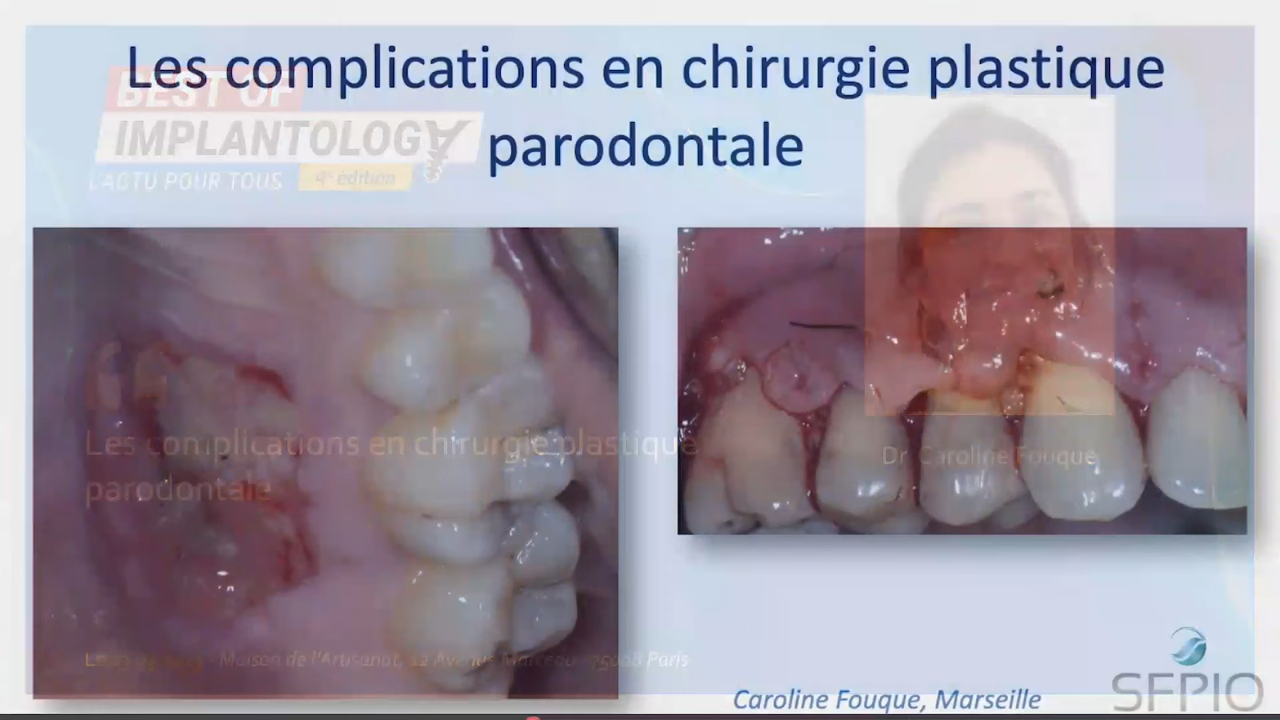 Les complications en chirurgie plastique
parodontale
BEST OF
IMPLANTOLOGY
L'ACTU POUR TOUS 4e édition
Les complications en chirurgie plastique
parodontale
Dr Caroline Fouque
Maison de l'Artisanat, 12 Avenue Marceau 75008 Paris
Caroline Fouque, Marseille
SFPIO